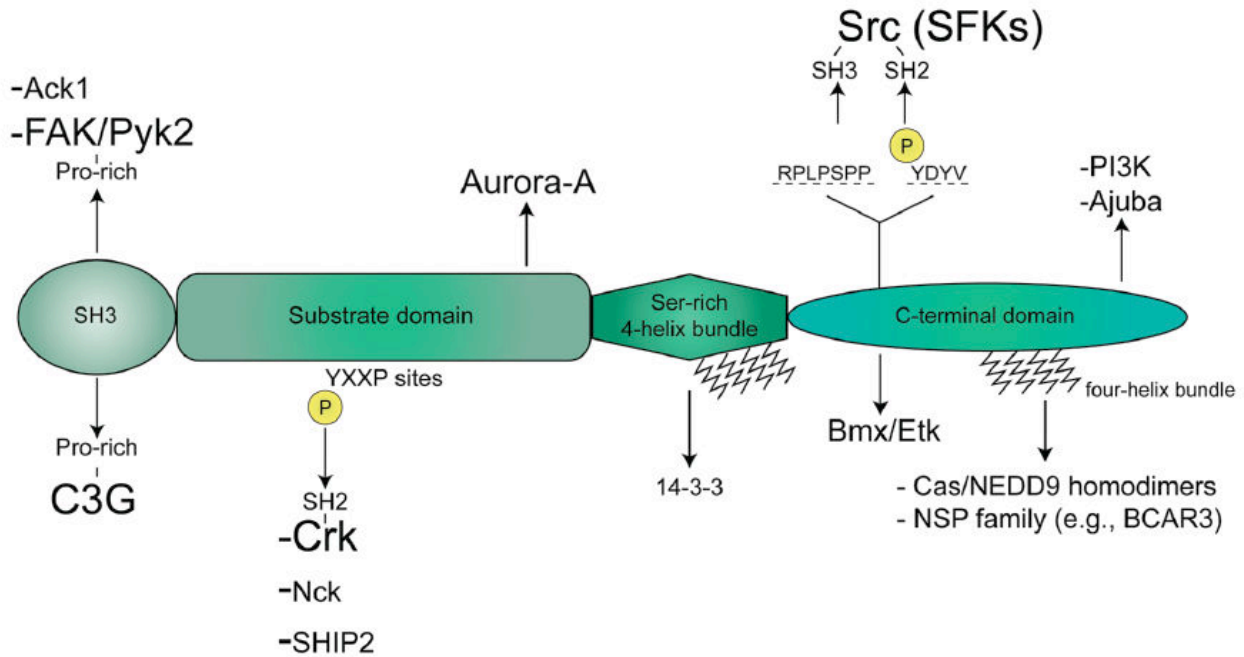 Src (SFKs)
SH3
SH2
-Ack1
-FAK/Pyk2
Pro-rich
P
RPLPSPP
YDYV
-PI3K
-Ajuba
Aurora-A
SH3
Substrate domain
Ser-rich
4-helix bundle
C-terminal domain
YXXP sites
P
four-helix bundle
Pro-rich
C3G
SH2
-Crk
-Nck
-SHIP2
14-3-3
Bmx/Etk
- Cas/NEDD9 homodimers
- NSP family (e.g., BCAR3)